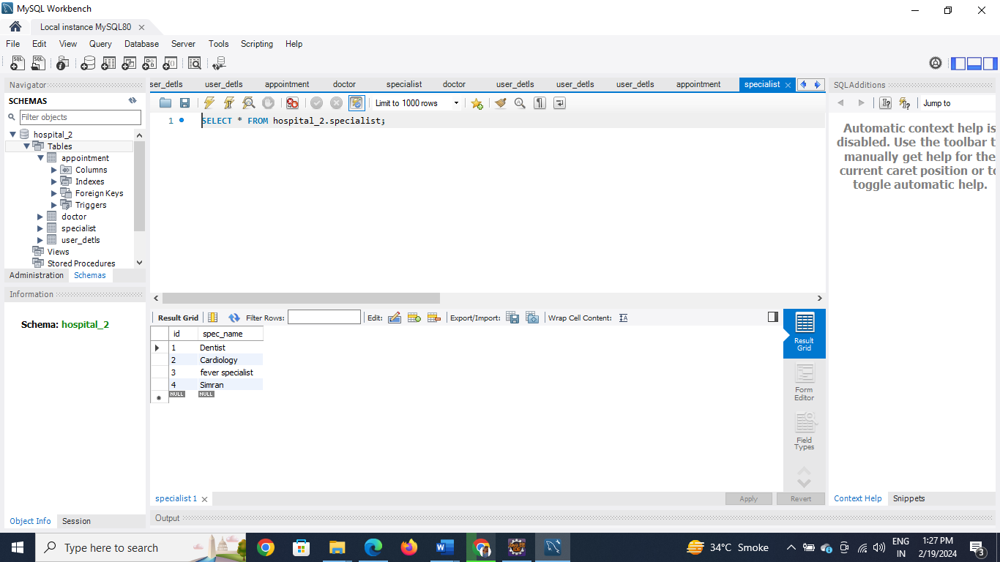 MySQL Workbench
Local instance MySQL80
File Edit View Query Database Server Tools Scripting Help
Navigator
SCHEMAS
Filter objects
hospital_2
Tables
appointment
Columns
Indexes
Foreign Keys
Triggers
doctor
specialist
user_detls
Views
Stored Procedures
Administration Schemas
Information
Schema: hospital_2
Object Info Session
ser_detls user_detls appointment doctor specialist doctor user_detls user_detls user_detls appointment specialist
Limit to 1000 rows
1 SELECT * FROM hospital_2.specialist;
Result Grid Filter Rows: Edit: Export/Import: Wrap Cell Content:
id spec_name
1 Dentist
2 Cardiology
3 fever specialist
4 Simran
NULL NULL
Result
Grid
Form
Editor
Field
Types
specialist 1
Apply Revert
Output
SQLAdditions
Jump to
Automatic context help is
disabled. Use the toolbar t
manually get help for the
current caret position or to
toggle automatic help.
Context Help Snippets
Type here to search
34°C Smoke
ENG
IN
1:27 PM
2/19/2024
3